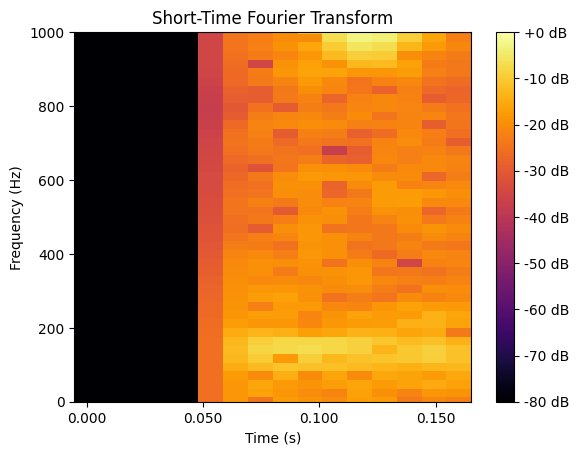 Short-Time Fourier Transform
1000
800
600
400
200
0
Frequency (Hz)
0.000
0.050
0.100
0.150
Time (s)
+0 dB
-10 dB
-20 dB
-30 dB
-40 dB
-50 dB
-60 dB
-70 dB
-80 dB